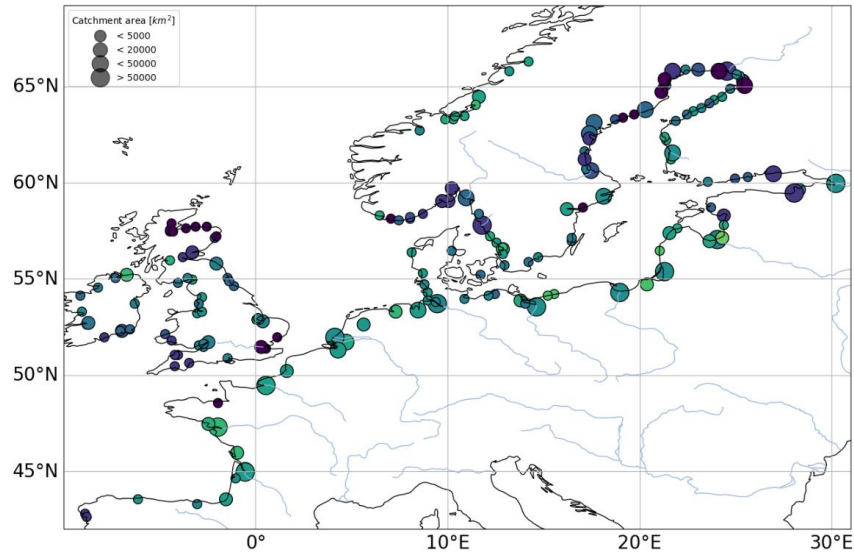 Catchment area [km²]
< 5000
< 20000
< 50000
> 50000
65°N
60°N
55°N
50°N
45°N
0°
10°E
20°E
30°E